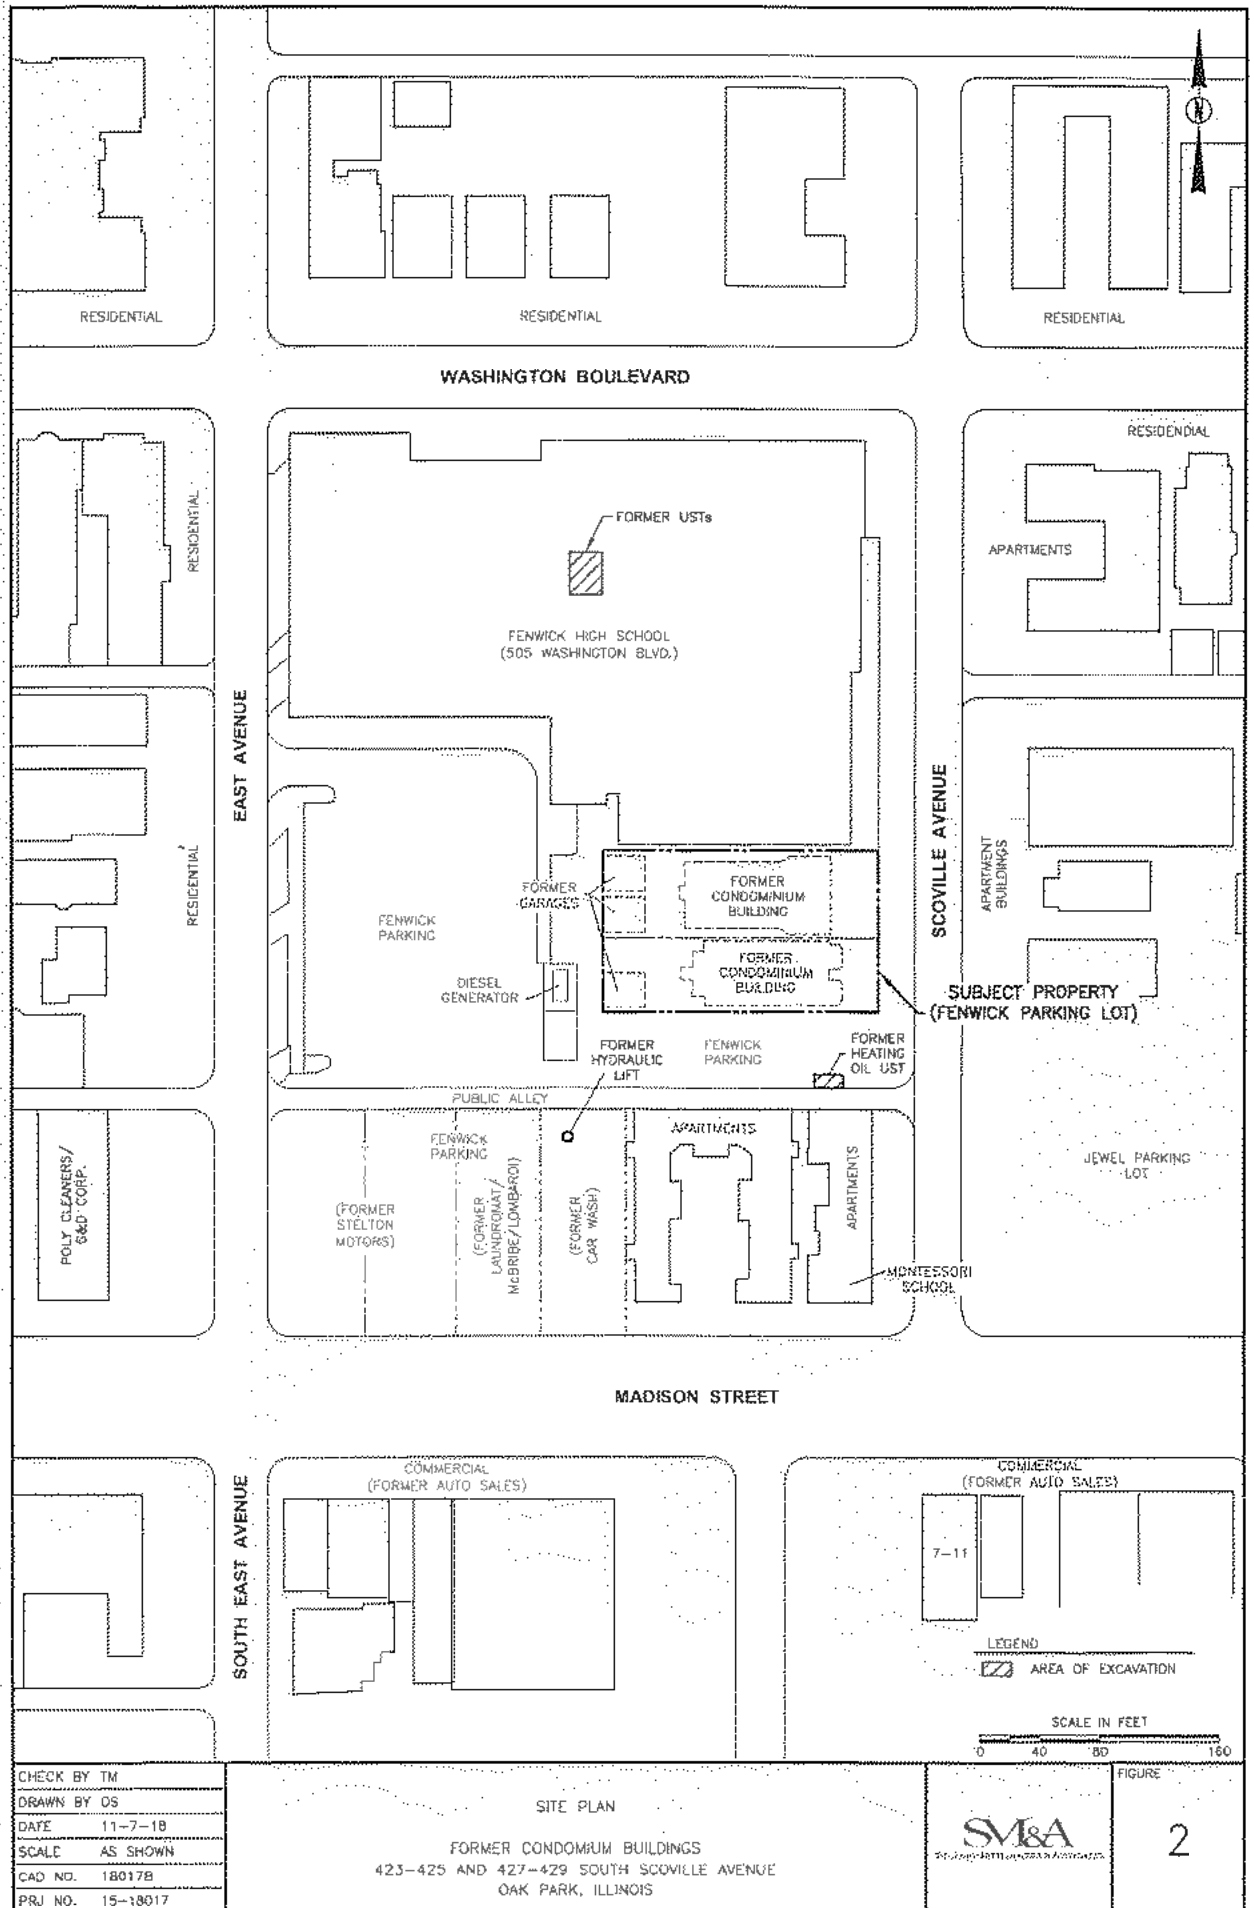 N
RESIDENTIAL
RESIDENTIAL
RESIDENTIAL
WASHINGTON BOULEVARD
RESIDENDIAL
RESIDENTIAL
FORMER USTs
APARTMENTS
FENWICK HIGH SCHOOL
(505 WASHINGTON BLVD.)
EAST AVENUE
SCOVILLE AVENUE
RESIDENTIAL
APARTMENT
BUILDINGS
FORMER
GARAGES
FORMER
CONDOMINIUM
BUILDING
FENWICK
PARKING
FORMER
CONDOMINIUM
BUILDING
DIESEL
GENERATOR
SUBJECT PROPERTY
(FENWICK PARKING LOT)
FORMER
HYDRAULIC
LIFT
FENWICK
PARKING
FORMER
HEATING
OIL UST
PUBLIC ALLEY
FENWICK
PARKING
APARTMENTS
APARTMENTS
POLY CLEANERS/
G&D CORP.
(FORMER
STELTON
MOTORS)
(FORMER
LAUNDROMAT/
McBRIBE/LOMBARDI)
(FORMER
CAR WASH)
JEWEL PARKING
LOT
MONTESSORI
SCHOOL
MADISON STREET
SOUTH EAST AVENUE
COMMERCIAL
(FORMER AUTO SALES)
COMMERCIAL
(FORMER AUTO SALES)
7-11
LEGEND
AREA OF EXCAVATION
SCALE IN FEET
0 40 80 160
CHECK BY TM
DRAWN BY DS
DATE 11-7-18
SCALE AS SHOWN
CAD NO. 180178
PRJ NO. 15-18017
SITE PLAN
FORMER CONDOMIUM BUILDINGS
423-425 AND 427-429 SOUTH SCOVILLE AVENUE
OAK PARK, ILLINOIS
SM&A
FIGURE
2